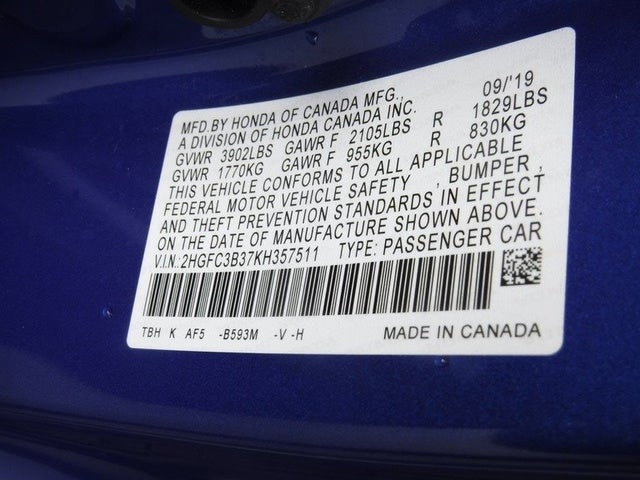 MFD.BY HONDA OF CANADA MFG., 09/'19
A DIVISION OF HONDA CANADA INC.
GVWR 3902LBS GAWR F 2105LBS R 1829LBS
GVWR 1770KG GAWR F 955KG R 830KG
THIS VEHICLE CONFORMS TO ALL APPLICABLE
FEDERAL MOTOR VEHICLE SAFETY , BUMPER ,
AND THEFT PREVENTION STANDARDS IN EFFECT
ON THE DATE OF MANUFACTURE SHOWN ABOVE.
V.I.N.:2HGFC3B37KH357511 TYPE: PASSENGER CAR
TBH K AF5 -B593M -V -H MADE IN CANADA